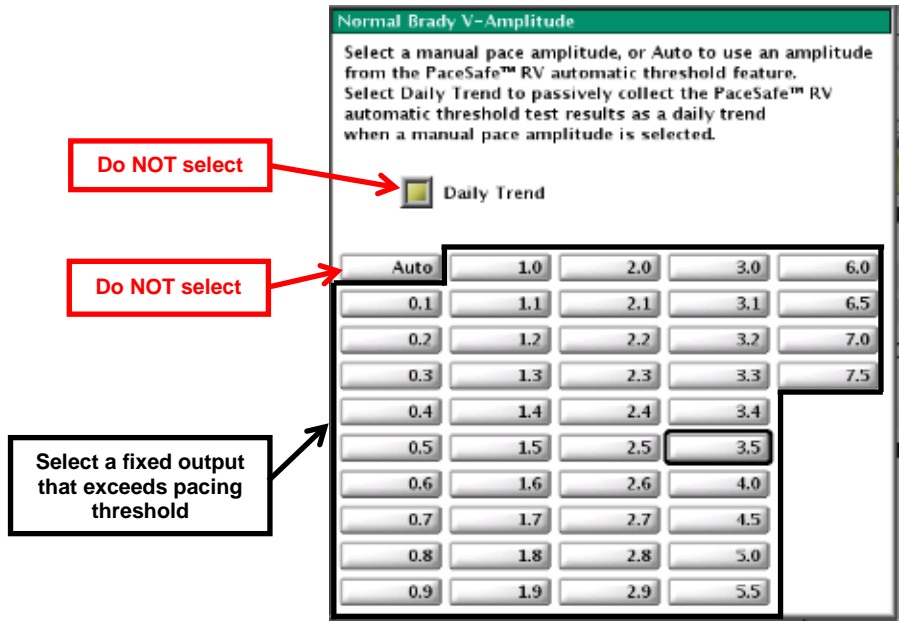 Normal Brady V-Amplitude
Select a manual pace amplitude, or Auto to use an amplitude
from the PaceSafe™ RV automatic threshold feature.
Select Daily Trend to passively collect the PaceSafe™ RV
automatic threshold test results as a daily trend
when a manual pace amplitude is selected.
Do NOT select
Daily Trend
Do NOT select
Auto 1.0 2.0 3.0 6.0
0.1 1.1 2.1 3.1 6.5
0.2 1.2 2.2 3.2 7.0
0.3 1.3 2.3 3.3 7.5
0.4 1.4 2.4 3.4
0.5 1.5 2.5 3.5
0.6 1.6 2.6 4.0
0.7 1.7 2.7 4.5
0.8 1.8 2.8 5.0
0.9 1.9 2.9 5.5
Select a fixed output
that exceeds pacing
threshold